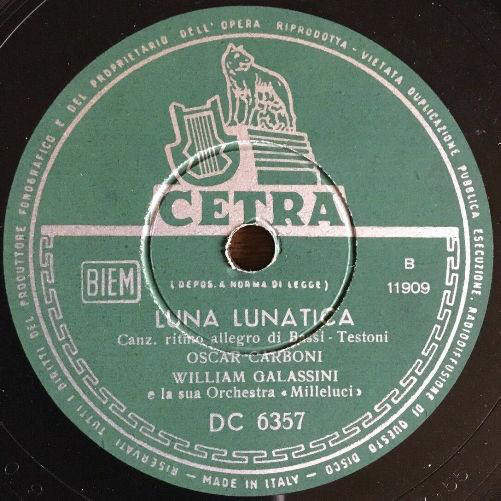 RISERVATI TUTTI I DIRITTI DEL PRODUTTORE FONOGRAFICO E DEL PROPRIETARIO DELL'OPERA RIPRODOTTA - VIETATA DUPLICAZIONE PUBBLICA ESECUZIONE, RADIODIFFUSIONE DI QUESTO DISCO
CETRA
BIEM
(DEPOS. A NORMA DI LEGGE)
B
11909
LUNA LUNATICA
Canz. ritmo allegro di Bassi - Testoni
OSCAR CARBONI
WILLIAM GALASSINI
e la sua Orchestra «Milleluci»
DC 6357
— MADE IN ITALY —